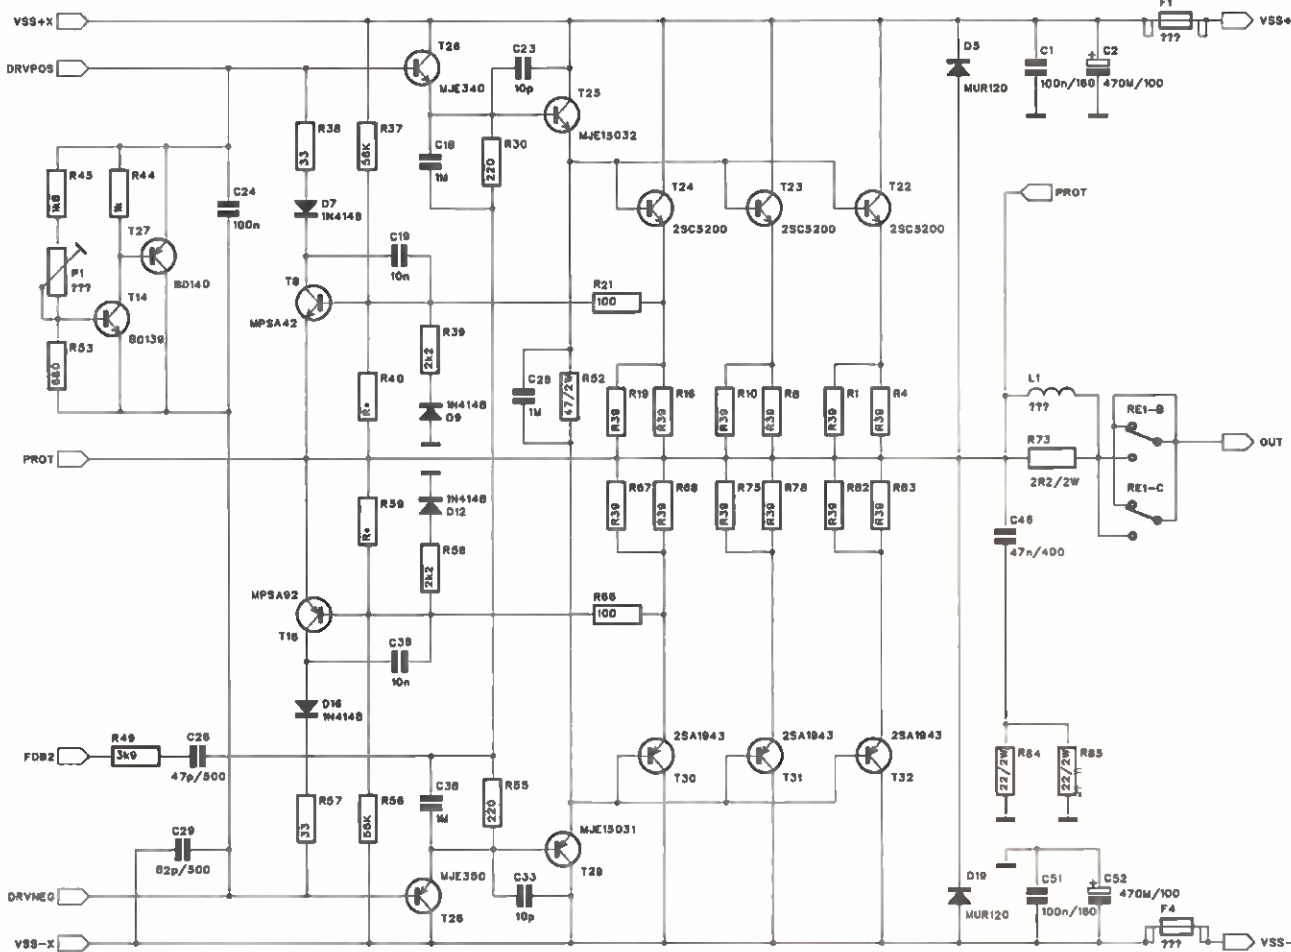 VSS+X
F1
???
VSS+
T26
MJE340
C23
10p
D5
MUR120
C1
100n/160
C2
470M/100
DRVPOS
T25
MJE15032
R38
33
R37
56K
C18
1M
R30
220
R45
1k8
R44
1k
C24
100n
D7
1N4148
T24
2SC5200
T23
2SC5200
T22
2SC5200
PROT
T27
BD140
P1
???
C19
10n
T14
BD139
T8
MPSA42
R21
100
R53
680
R39
2k2
R40
R*
1N4148
D9
C28
1M
R52
47/2W
R19
R39
R16
R39
R10
R39
R8
R39
R1
R39
R4
R39
L1
???
RE1-B
PROT
R73
2R2/2W
OUT
RE1-C
R59
R*
1N4148
D12
R67
R39
R68
R39
R75
R39
R78
R39
R82
R39
R83
R39
C46
47n/400
R58
2k2
MPSA92
T16
R66
100
C38
10n
D16
1N4148
2SA1943
T30
2SA1943
T31
2SA1943
T32
R84
22/2W
R85
22/2W
FDB2
R49
3k9
C26
47p/500
R57
33
R56
56K
C36
1M
R55
220
MJE15031
T29
C29
82p/500
MJE350
T26
C33
10p
D19
MUR120
C51
100n/160
C52
470M/100
DRVNEG
F4
???
VSS-X
VSS-